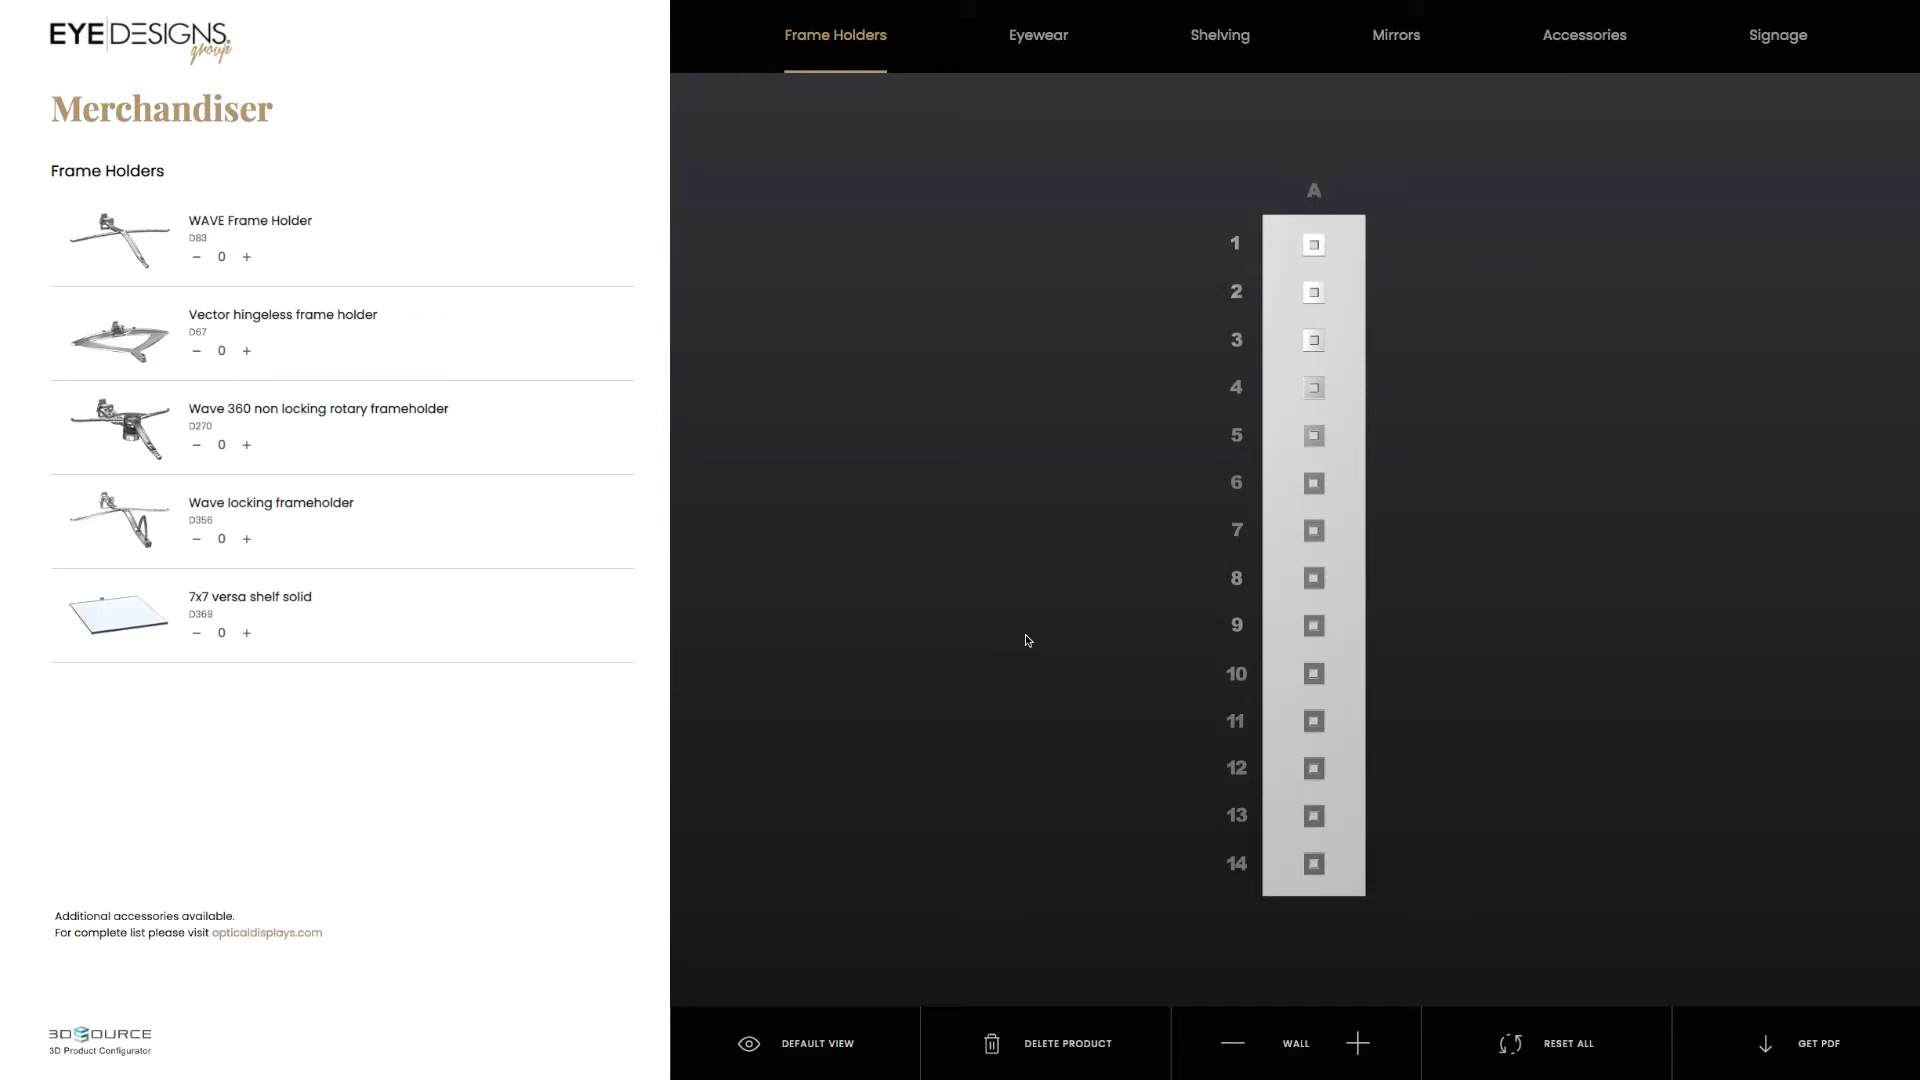 EYE|DESIGNS.
group
Merchandiser
Frame Holders
WAVE Frame Holder
D83
− 0 +
Vector hingeless frame holder
D67
− 0 +
Wave 360 non locking rotary frameholder
D270
− 0 +
Wave locking frameholder
D356
− 0 +
7x7 versa shelf solid
D369
− 0 +
Additional accessories available.
For complete list please visit opticaldisplays.com
3DSOURCE
3D Product Configurator
Frame Holders Eyewear Shelving Mirrors Accessories Signage
A
1
2
3
4
5
6
7
8
9
10
11
12
13
14
DEFAULT VIEW DELETE PRODUCT — WALL + RESET ALL GET PDF